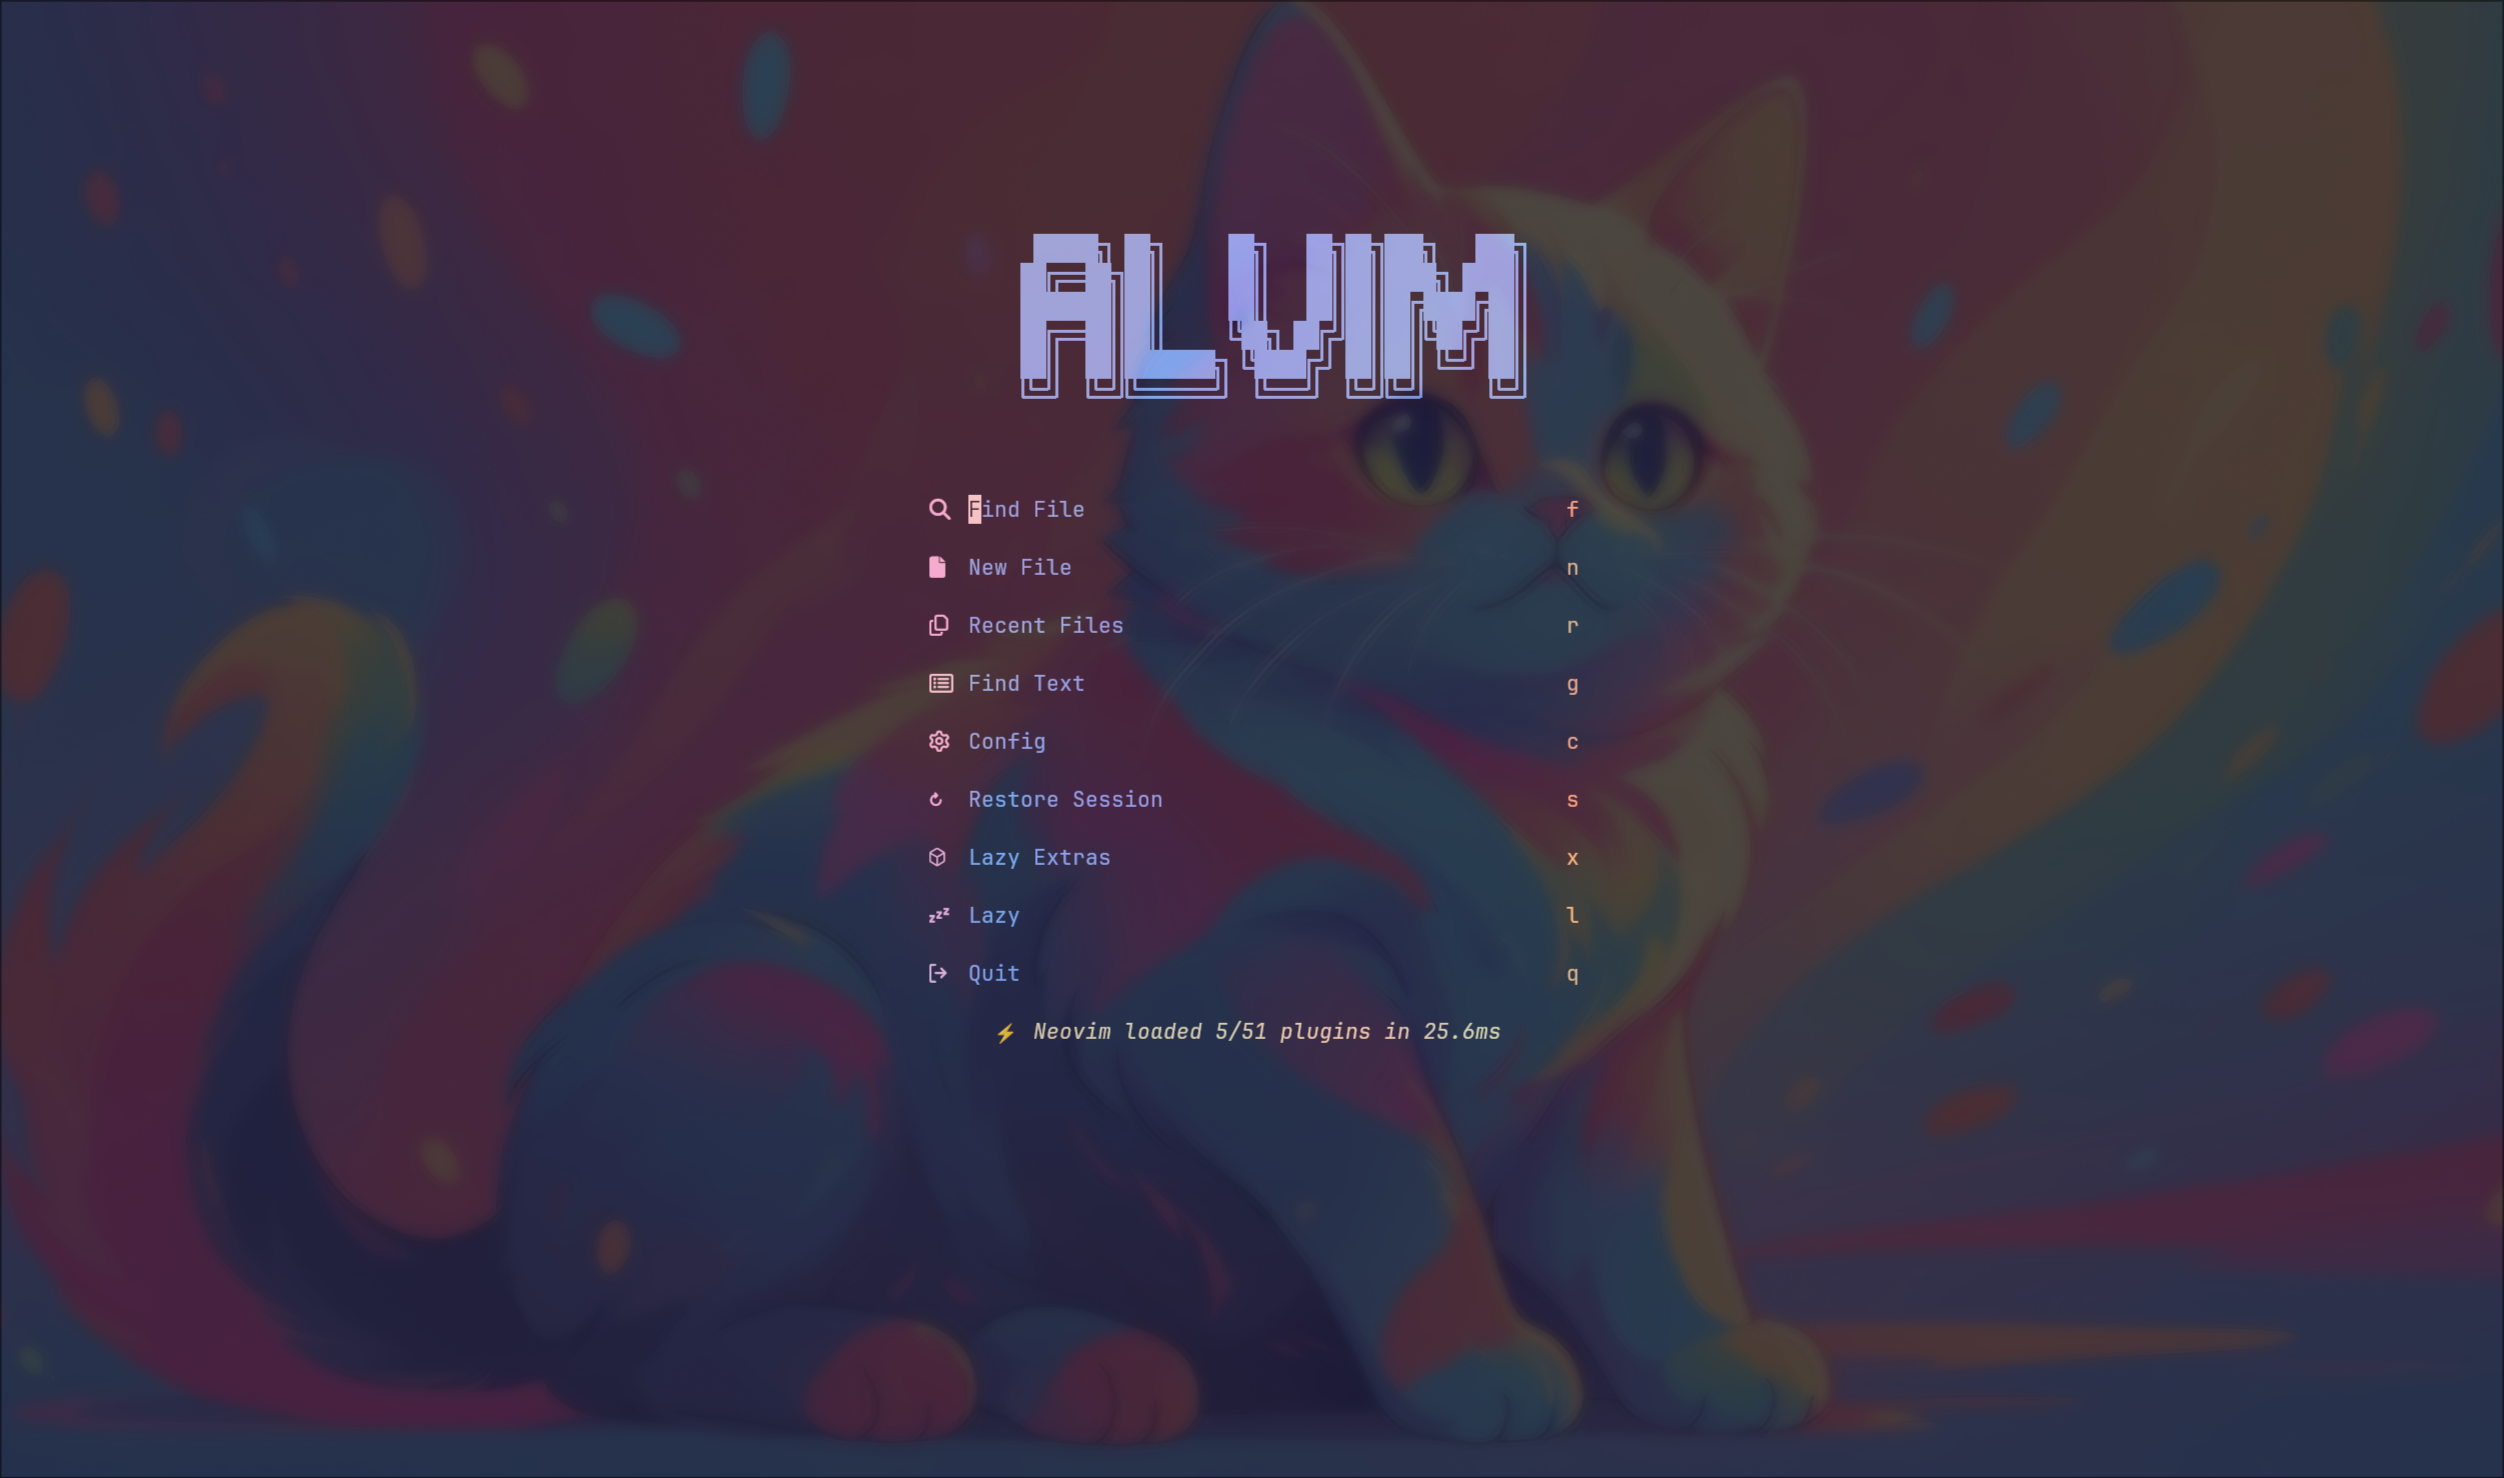 ALVIM
Find File f
New File n
Recent Files r
Find Text g
Config c
Restore Session s
Lazy Extras x
Lazy l
Quit q
⚡ Neovim loaded 5/51 plugins in 25.6ms